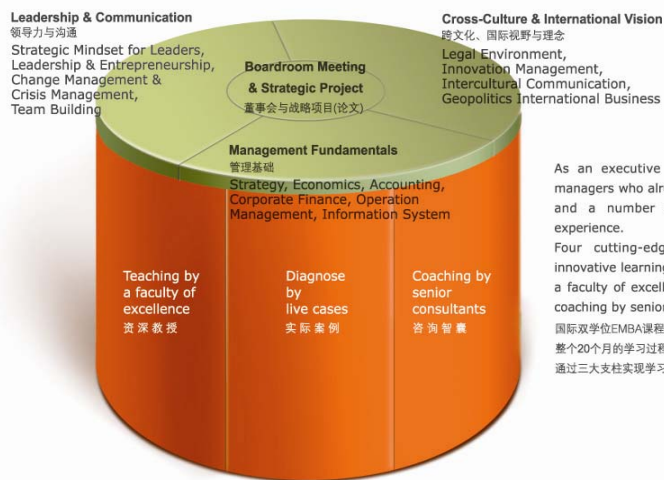 Leadership & Communication
领导力与沟通
Strategic Mindset for Leaders,
Leadership & Entrepreneurship,
Change Management &
Crisis Management,
Team Building
Boardroom Meeting
& Strategic Project
董事会与战略项目(论文)
Cross-Culture & International Vision
跨文化、国际视野与理念
Legal Environment,
Innovation Management,
Intercultural Communication,
Geopolitics International Business
Management Fundamentals
管理基础
Strategy, Economics, Accounting,
Corporate Finance, Operation
Management, Information System
Teaching by
a faculty of
excellence
资深教授
Diagnose
by
live cases
实际案例
Coaching by
senior
consultants
咨询智囊
As an executive
managers who alr
and a number
experience.
Four cutting-edg
innovative learning
a faculty of excell
coaching by senior
国际双学位EMBA课程
整个20个月的学习过程
通过三大支柱实现学习